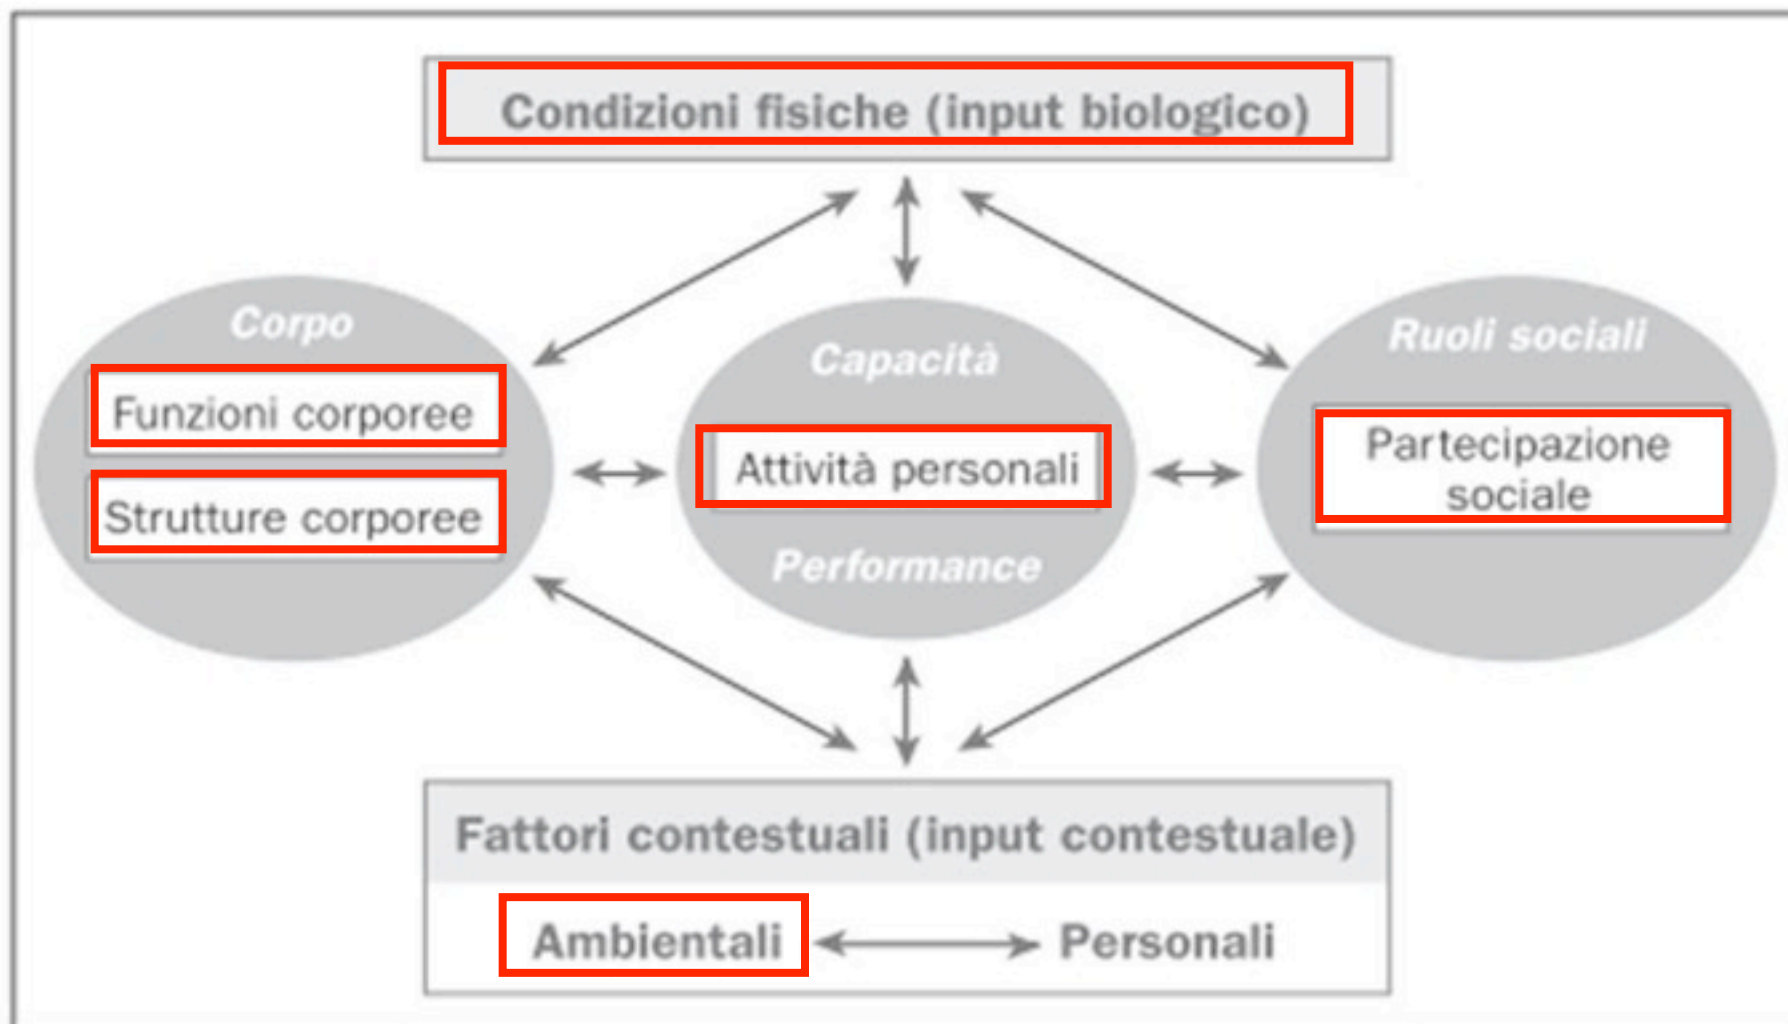 Condizioni fisiche (input biologico)
Corpo
Funzioni corporee
Strutture corporee
Capacità
Attività personali
Performance
Ruoli sociali
Partecipazione
sociale
Fattori contestuali (input contestuale)
Ambientali Personali